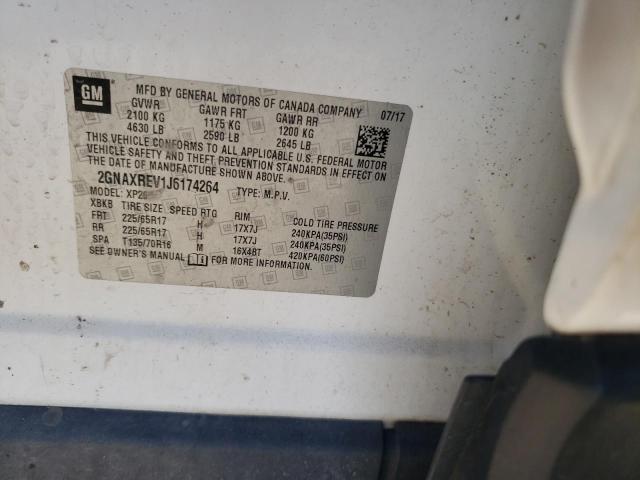 GM
MFD BY GENERAL MOTORS OF CANADA COMPANY
GVWR GAWR FRT GAWR RR 07/17
2100 KG 1175 KG 1200 KG
4630 LB 2590 LB 2645 LB
THIS VEHICLE CONFORMS TO ALL APPLICABLE U.S. FEDERAL MOTOR
VEHICLE SAFETY AND THEFT PREVENTION STANDARDS IN EFFECT ON
THE DATE OF MANUFACTURE SHOWN ABOVE.
2GNAXREV1J6174264 TYPE: M.P.V.
MODEL: XP26
XBKB TIRE SIZE SPEED RTG RIM COLD TIRE PRESSURE
FRT 225/65R17 H 17X7J 240KPA(35PSI)
RR 225/65R17 H 17X7J 240KPA(35PSI)
SPA T135/70R16 M 16X4BT 420KPA(60PSI)
SEE OWNER'S MANUAL FOR MORE INFORMATION.